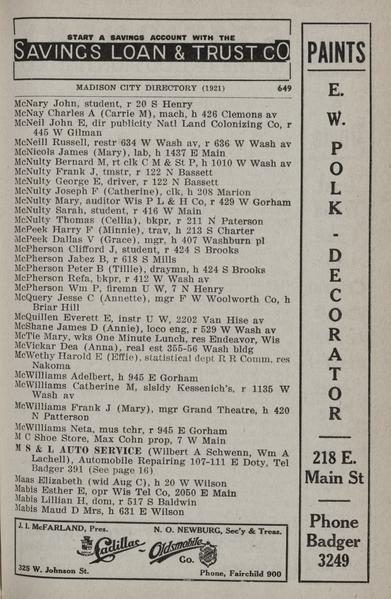 START A SAVINGS ACCOUNT WITH THE
SAVINGS LOAN & TRUST CO
MADISON CITY DIRECTORY (1921) 649
McNary John, student, r 20 S Henry
McNay Charles A (Carrie M), mach, h 426 Clemons av
McNeil John E, dir publicity Natl Land Colonizing Co, r
445 W Gilman
McNeill Russell, restr 634 W Wash av, r 636 W Wash av
McNicols James (Mary), lab, h 1437 E Main
McNulty Bernard M, rt clk C M & St P, h 1010 W Wash av
McNulty Frank J, tmstr, r 122 N Bassett
McNulty George E, driver, r 122 N Bassett
McNulty Joseph F (Catherine), clk, h 208 Marion
McNulty Mary, auditor Wis P L & H Co, r 429 W Gorham
McNulty Sarah, student, r 416 W Main
McNulty Thomas (Cellia), bkpr, r 211 N Paterson
McPeek Harry F (Minnie), trav, h 213 S Charter
McPeek Dallas V (Grace), mgr, h 407 Washburn pl
McPherson Clifford J, student, r 424 S Brooks
McPherson Jabez B, r 618 S Mills
McPherson Peter B (Tillie), draymn, h 424 S Brooks
McPherson Refa, bkpr, r 412 W Wash av
McPherson Wm P, firemn U W, 7 N Henry
McQuery Jesse C (Annette), mgr F W Woolworth Co, h
Briar Hill
McQuillen Everett E, instr U W, 2202 Van Hise av
McShane James D (Annie), loco eng, r 529 W Wash av
McTie Mary, wks One Minute Lunch, res Endeavor, Wis
McVickar Dea (Anna), real est 355-56 Wash bldg
McWethy Harold E (Effie), statistical dept R R Comm, res
Nakoma
McWilliams Adelbert, h 945 E Gorham
McWilliams Catherine M, slsldy Kessenich's, r 1135 W
Wash av
McWilliams Frank J (Mary), mgr Grand Theatre, h 420
N Patterson
McWilliams Neta, mus tchr, r 945 E Gorham
M C Shoe Store, Max Cohn prop, 7 W Main
M S & L AUTO SERVICE (Wilbert A Schwenn, Wm A
Lachell), Automobile Repairing 107-111 E Doty, Tel
Badger 391 (See page 16)
Maas Elizabeth (wid Aug C), h 20 W Wilson
Mabis Esther E, opr Wis Tel Co, 2050 E Main
Mabis Lillian H, dom, r 517 S Baldwin
Mabis Maud D Mrs, h 631 E Wilson
J. I. McFARLAND, Pres. N. O. NEWBURG, Sec'y & Treas.
Cadillac-Oldsmobile Co.
325 W. Johnson St. Phone, Fairchild 900
PAINTS
E.
W.
P
O
L
K
-
D
E
C
O
R
A
T
O
R
218 E.
Main St
Phone
Badger
3249